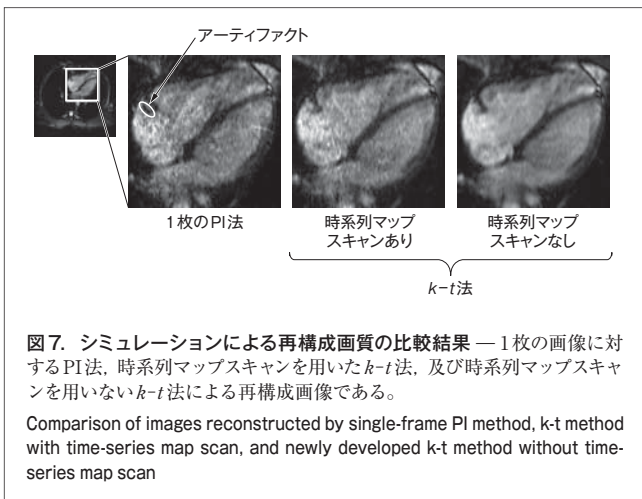 アーティファクト
1枚のPI法
時系列マップ
スキャンあり
時系列マップ
スキャンなし
k-t法
図7. シミュレーションによる再構成画質の比較結果 — 1枚の画像に対
するPI法，時系列マップスキャンを用いたk-t法，及び時系列マップスキャ
ンを用いないk-t法による再構成画像である。
Comparison of images reconstructed by single-frame PI method, k-t method
with time-series map scan, and newly developed k-t method without time-
series map scan